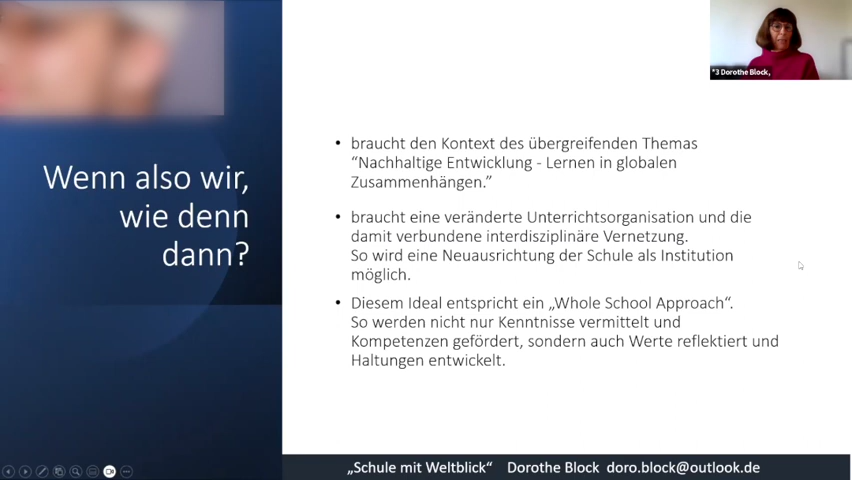 *3 Dorothe Block,
Wenn also wir,
wie denn
dann?
• braucht den Kontext des übergreifenden Themas
“Nachhaltige Entwicklung - Lernen in globalen
Zusammenhängen.”
• braucht eine veränderte Unterrichtsorganisation und die
damit verbundene interdisziplinäre Vernetzung.
So wird eine Neuausrichtung der Schule als Institution
möglich.
• Diesem Ideal entspricht ein „Whole School Approach“.
So werden nicht nur Kenntnisse vermittelt und
Kompetenzen gefördert, sondern auch Werte reflektiert und
Haltungen entwickelt.
„Schule mit Weltblick“ Dorothe Block doro.block@outlook.de